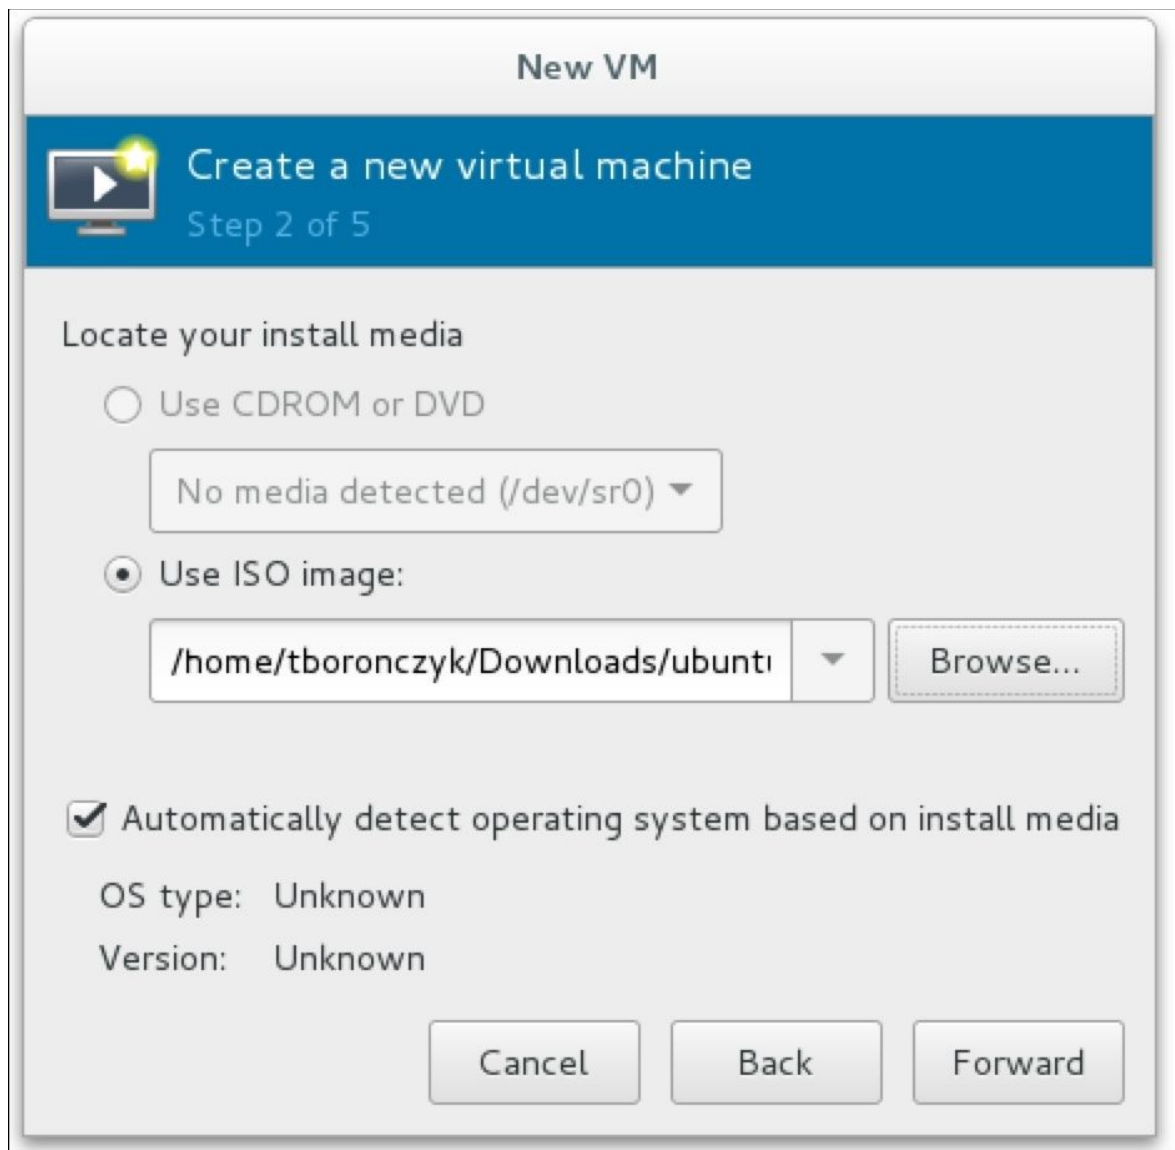 New VM
Create a new virtual machine
Step 2 of 5
Locate your install media
Use CDROM or DVD
No media detected (/dev/sr0)
Use ISO image:
/home/tboronczyk/Downloads/ubuntu
Browse...
Automatically detect operating system based on install media
OS type: Unknown
Version: Unknown
Cancel Back Forward